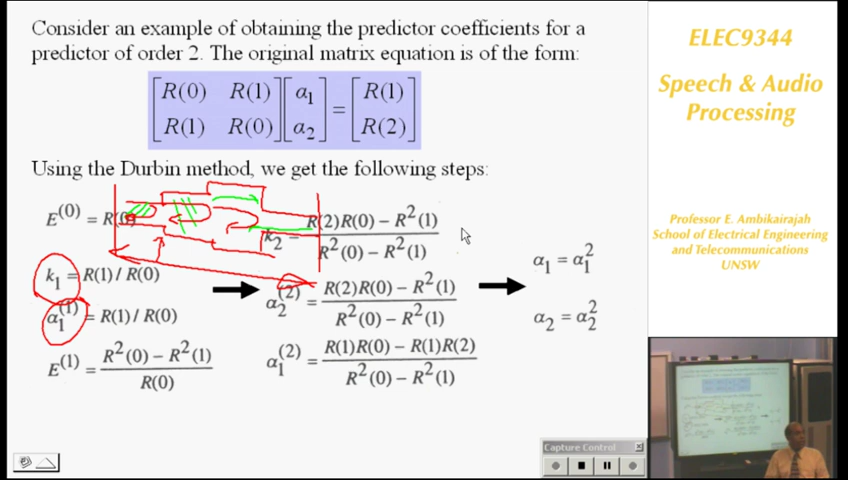 Consider an example of obtaining the predictor coefficients for a
predictor of order 2. The original matrix equation is of the form:
[R(0) R(1)] [α₁] = [R(1)]
[R(1) R(0)] [α₂] [R(2)]
Using the Durbin method, we get the following steps:
E⁽⁰⁾ = R(0)
k₁ = R(1) / R(0)
α₁⁽¹⁾ = R(1) / R(0)
E⁽¹⁾ = R²(0) − R²(1) / R(0)
k₂ = R(2)R(0) − R²(1) / R²(0) − R²(1)
α₂⁽²⁾ = R(2)R(0) − R²(1) / R²(0) − R²(1)
α₁⁽²⁾ = R(1)R(0) − R(1)R(2) / R²(0) − R²(1)
α₁ = α₁²
α₂ = α₂²
ELEC9344
Speech & Audio
Processing
Professor E. Ambikairajah
School of Electrical Engineering
and Telecommunications
UNSW
Capture Control